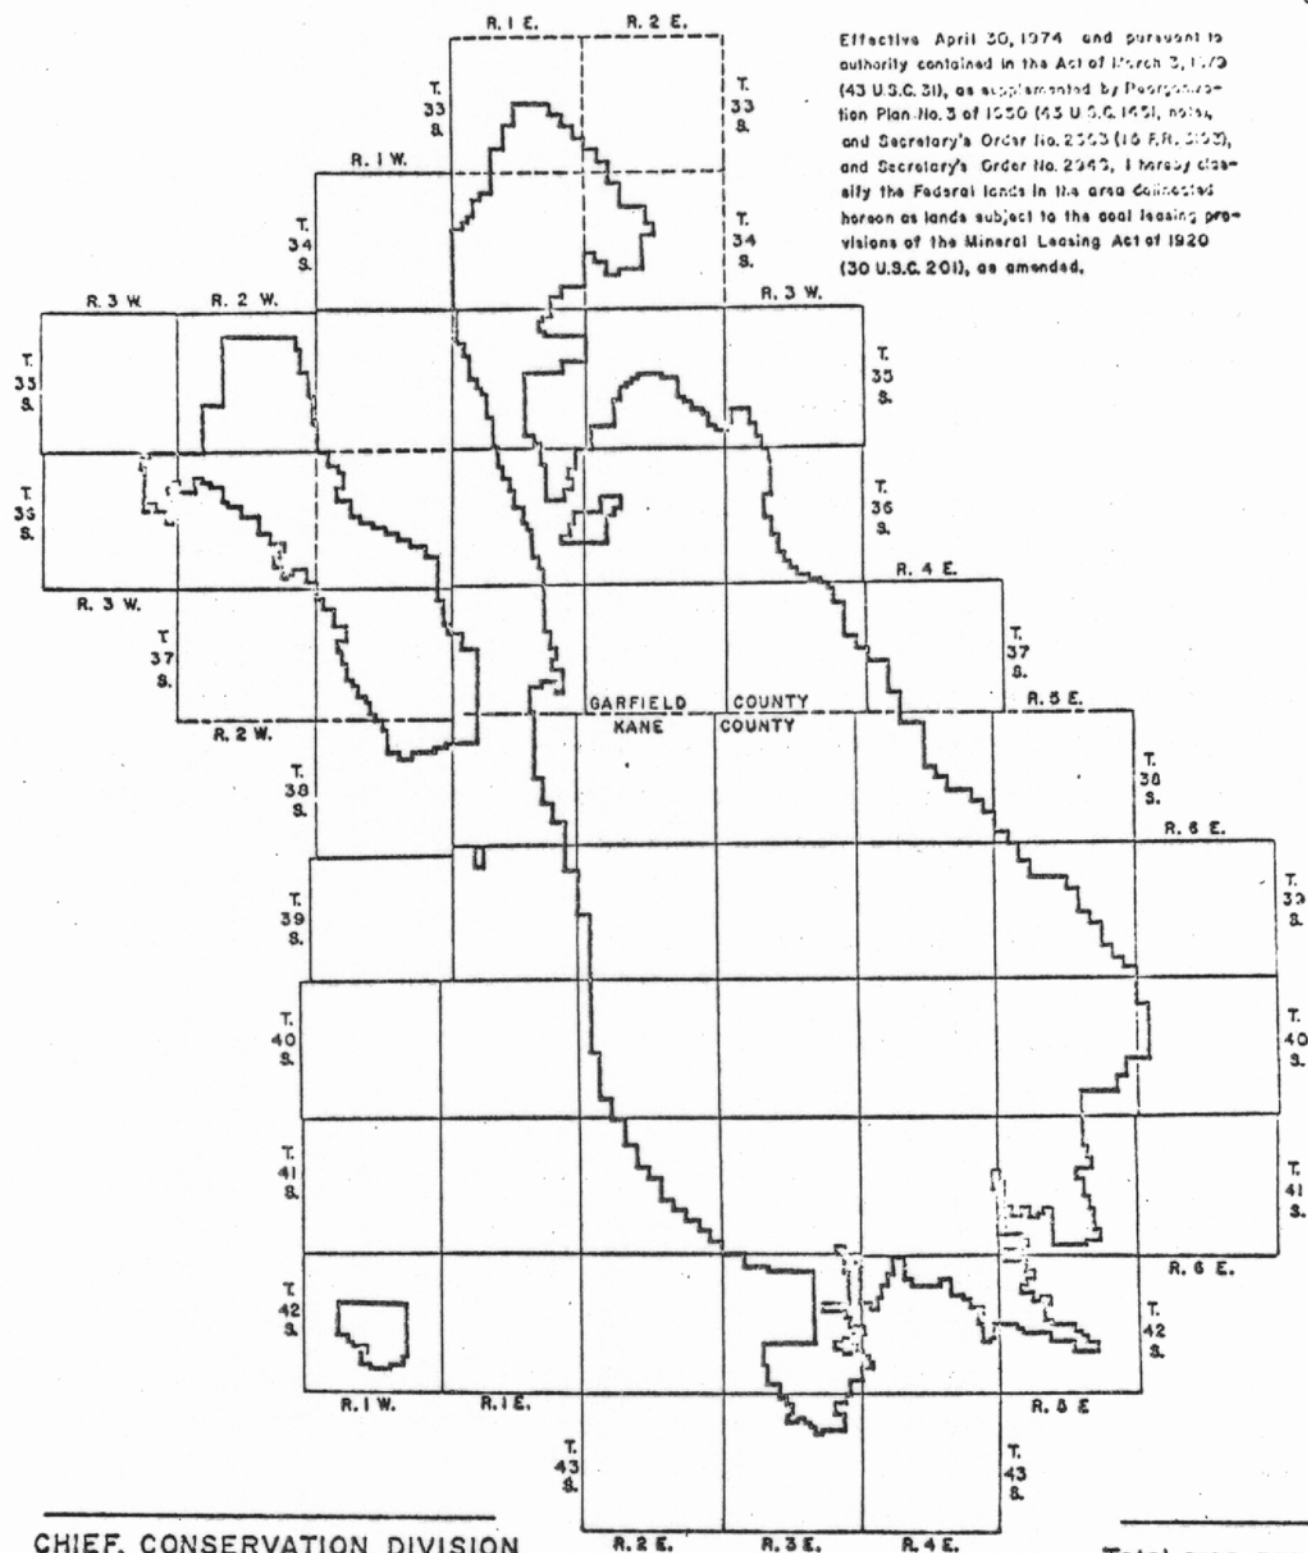 R. 1 E. R. 2 E.
Effective April 30, 1974 and pursuant to
authority contained in the Act of March 3, 1879
(43 U.S.C. 31), as supplemented by Reorganiza-
tion Plan No. 3 of 1950 (43 U.S.C. 1451, note),
and Secretary's Order No. (16 F.R.
and Secretary's Order No. I hereby clas-
sify the Federal lands in the area delineated
hereon as lands subject to the coal leasing pro-
visions of the Mineral Leasing Act of 1920
(30 U.S.C. 201), as amended.
T. 33 S. T. 33 S.
R. 1 W.
T. 34 S. T. 34 S.
R. 3 W. R. 2 W. R. 3 W.
T. 35 S. T. 35 S.
T. 36 S. T. 36 S.
R. 4 E.
R. 3 W.
T. 37 S. T. 37 S.
GARFIELD COUNTY R. 5 E.
R. 2 W. KANE COUNTY
T. 38 S. T. 38 S.
R. 6 E.
T. 39 S. T. 39 S.
T. 40 S. T. 40 S.
T. 41 S. T. 41 S.
R. 6 E.
T. 42 S. T. 42 S.
R. 1 W. R. 1 E. R. 5 E
T. 43 S. T. 43 S.
CHIEF, CONSERVATION DIVISION R. 2 E. R. 3 E. R. 4 E.
Total area